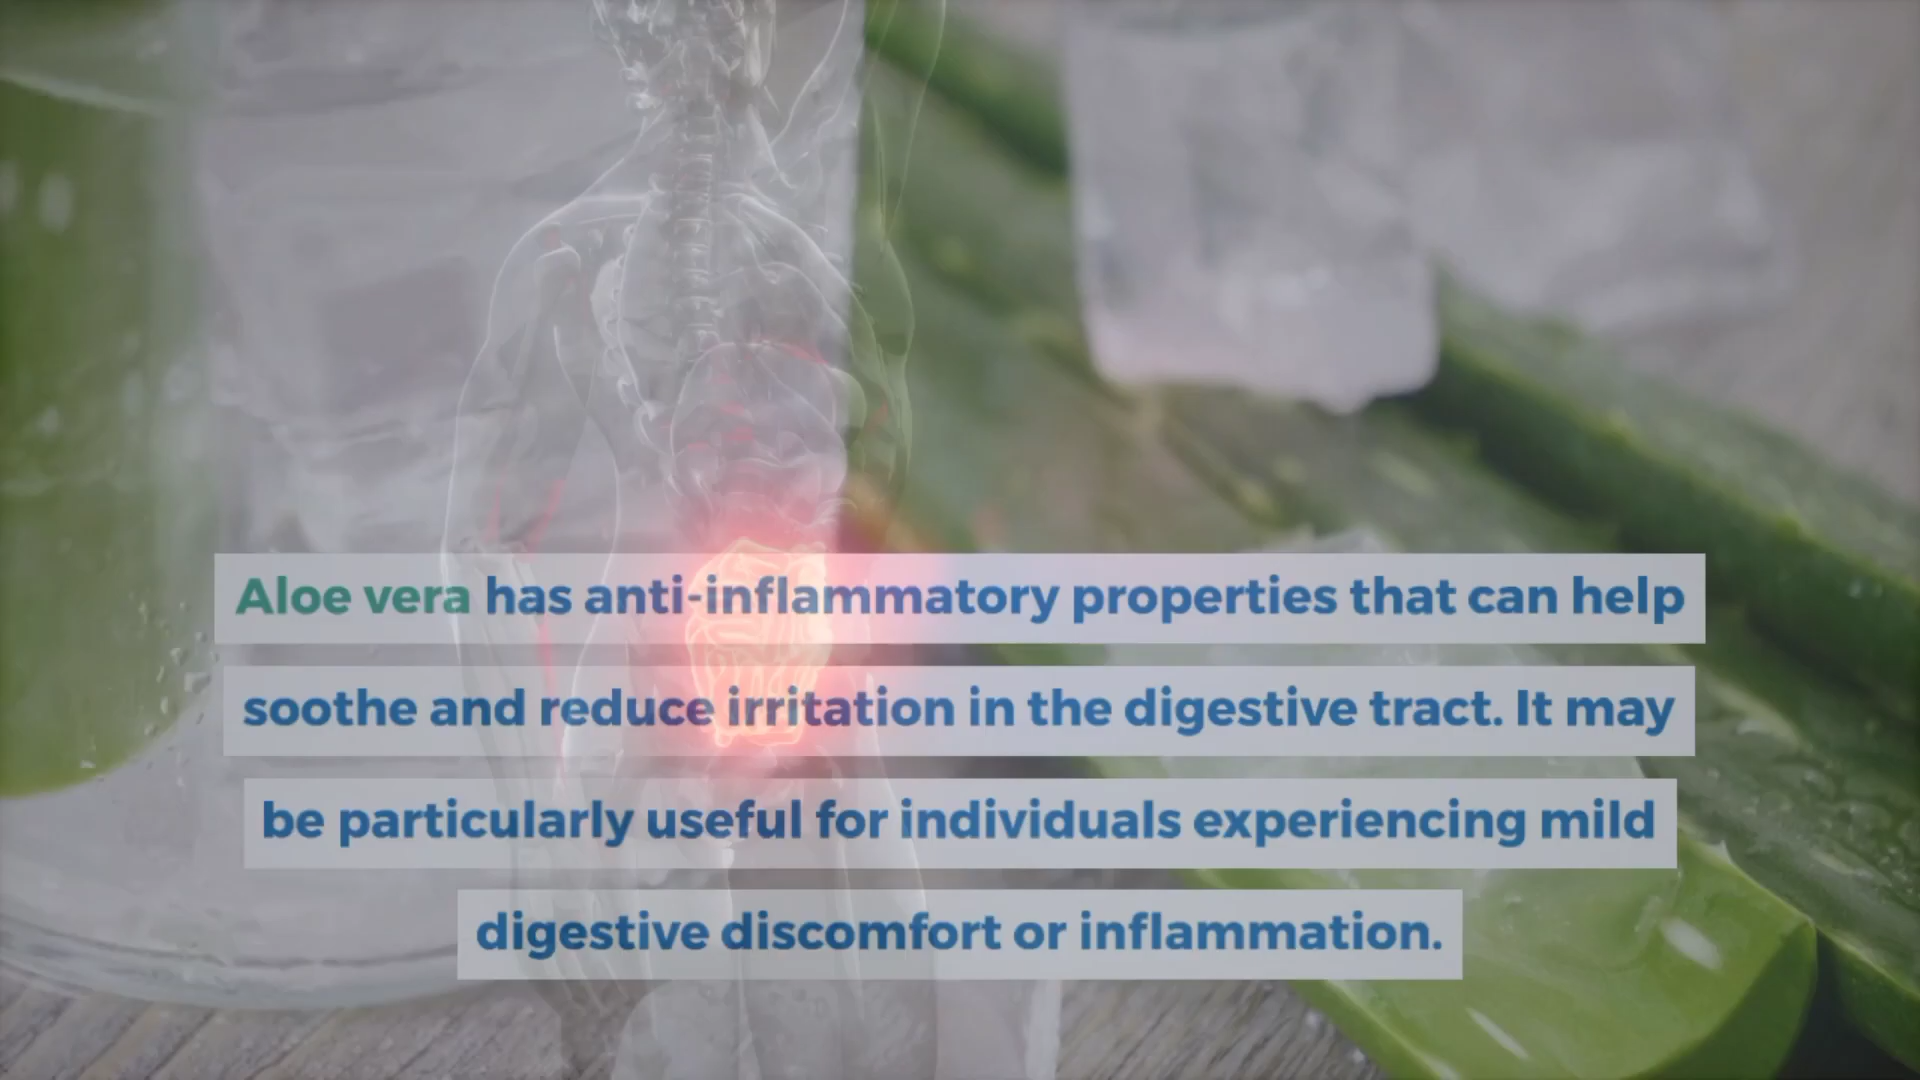 Aloe vera has anti-inflammatory properties that can help
soothe and reduce irritation in the digestive tract. It may
be particularly useful for individuals experiencing mild
digestive discomfort or inflammation.